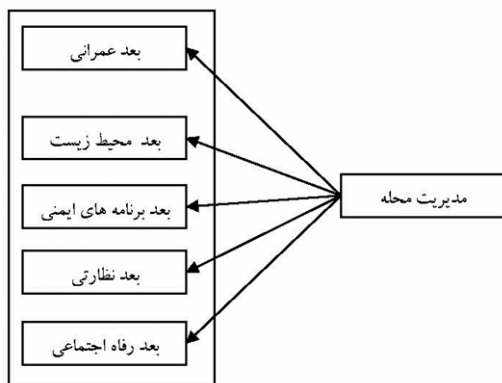 بعد عمرانی
بعد محیط زیست
بعد برنامه های ایمنی
بعد نظارتی
بعد رفاه اجتماعی
مدیریت محله